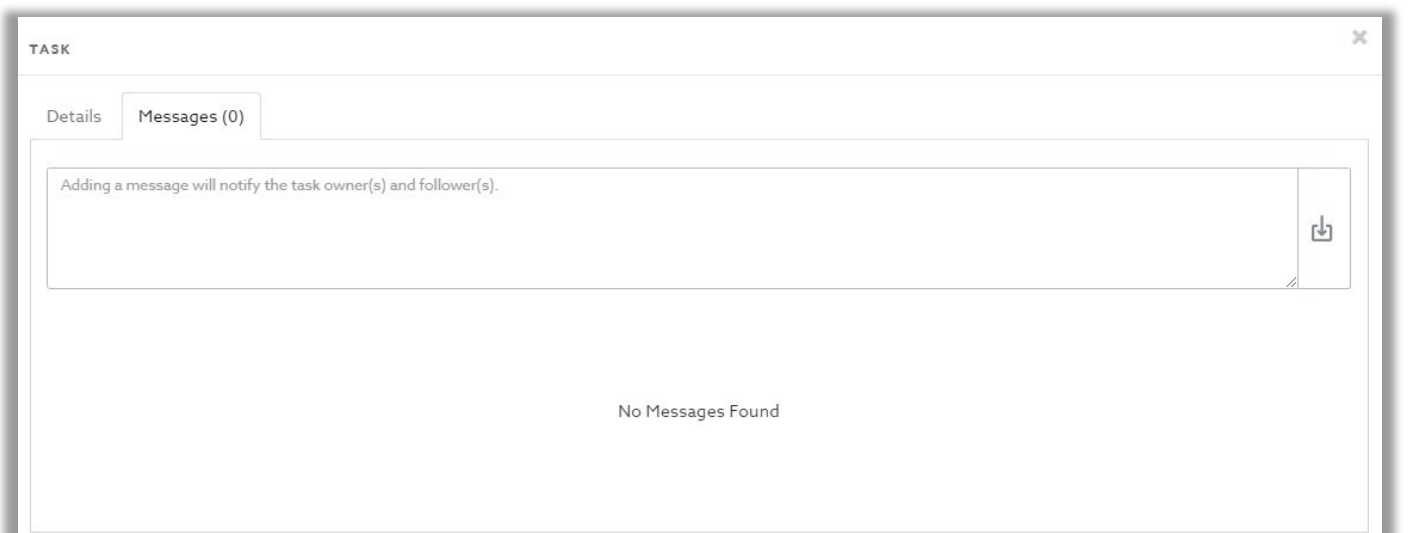 TASK
Details
Messages (0)
Adding a message will notify the task owner(s) and follower(s).
No Messages Found